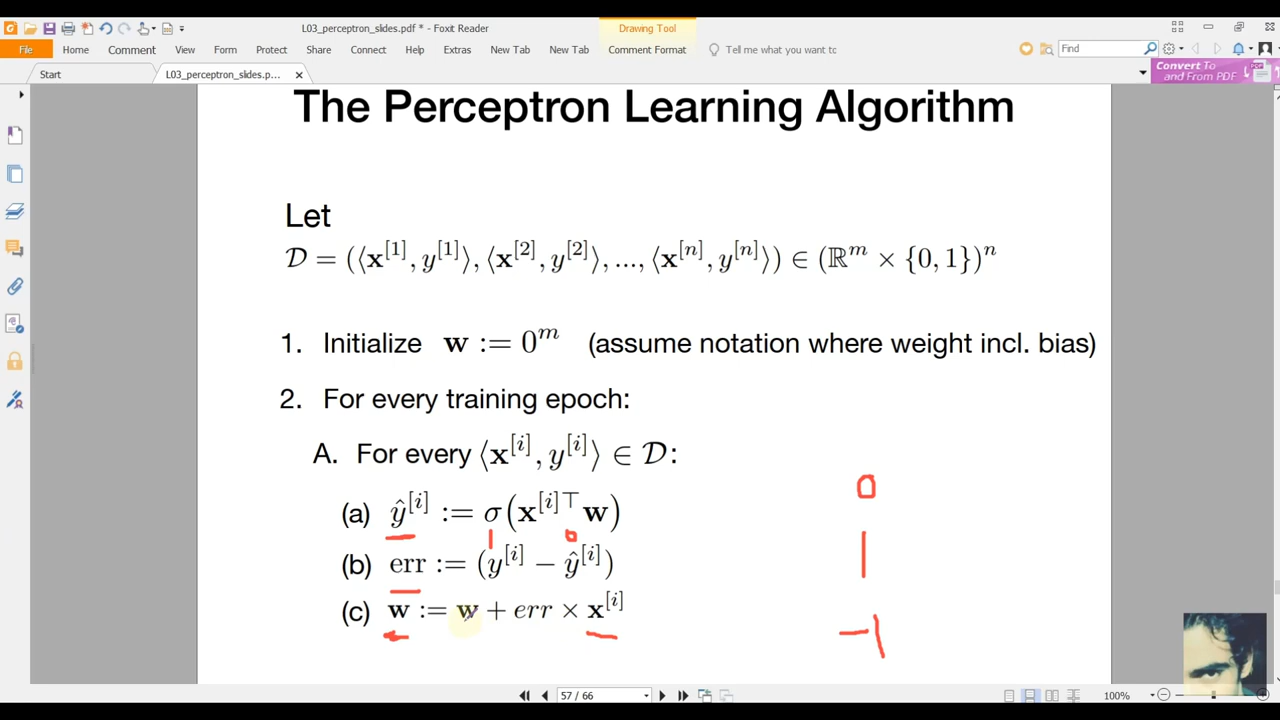 L03_perceptron_slides.pdf * - Foxit Reader
Drawing Tool
File Home Comment View Form Protect Share Connect Help Extras New Tab New Tab Comment Format Tell me what you want to Find
Start L03_perceptron_slides.p...
Convert To
and From PDF
The Perceptron Learning Algorithm
Let
𝒟 = (⟨x^[1], y^[1]⟩, ⟨x^[2], y^[2]⟩, ..., ⟨x^[n], y^[n]⟩) ∈ (ℝ^m × {0, 1})^n
1. Initialize w := 0^m (assume notation where weight incl. bias)
2. For every training epoch:
A. For every ⟨x^[i], y^[i]⟩ ∈ 𝒟:
0
(a) ŷ^[i] := σ(x^[i]⊤ w)
1 0
(b) err := (y^[i] − ŷ^[i])
1
(c) w := w + err × x^[i]
-1
57 / 66
100%